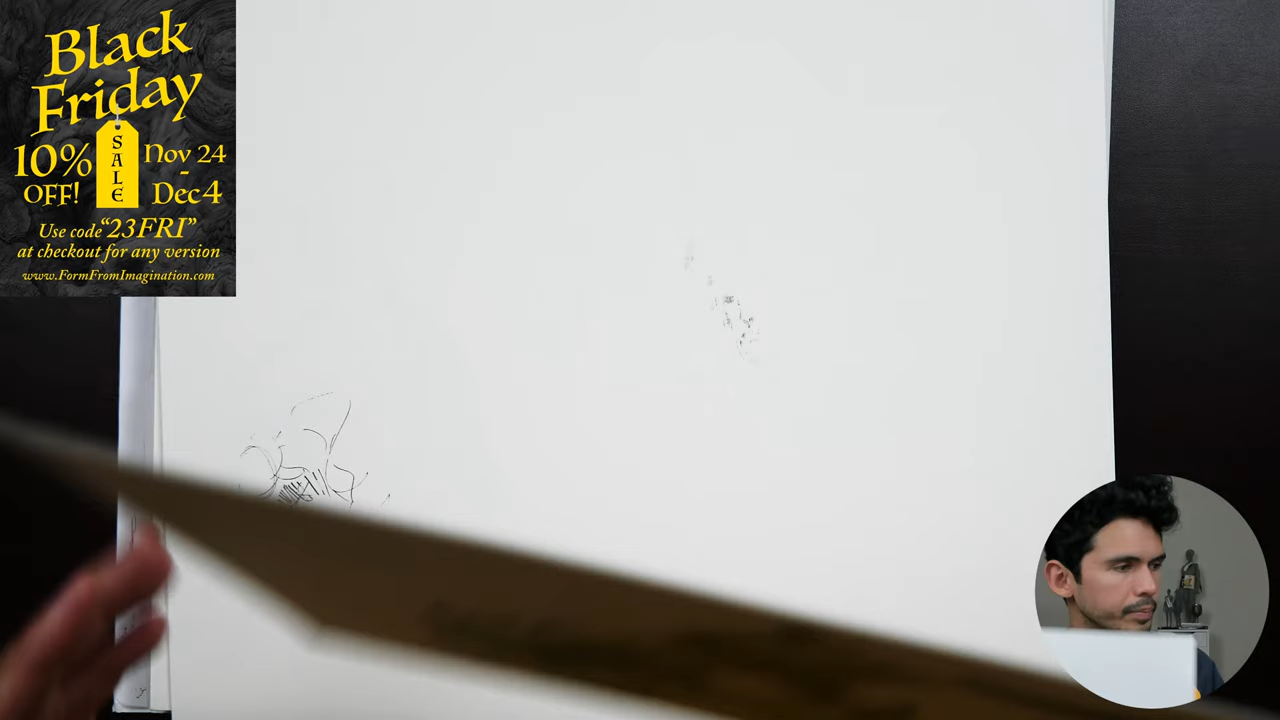 Black
Friday
10%
OFF!
SALE
Nov 24
-
Dec 4
Use code “23FRI”
at checkout for any version
www.FormFromImagination.com